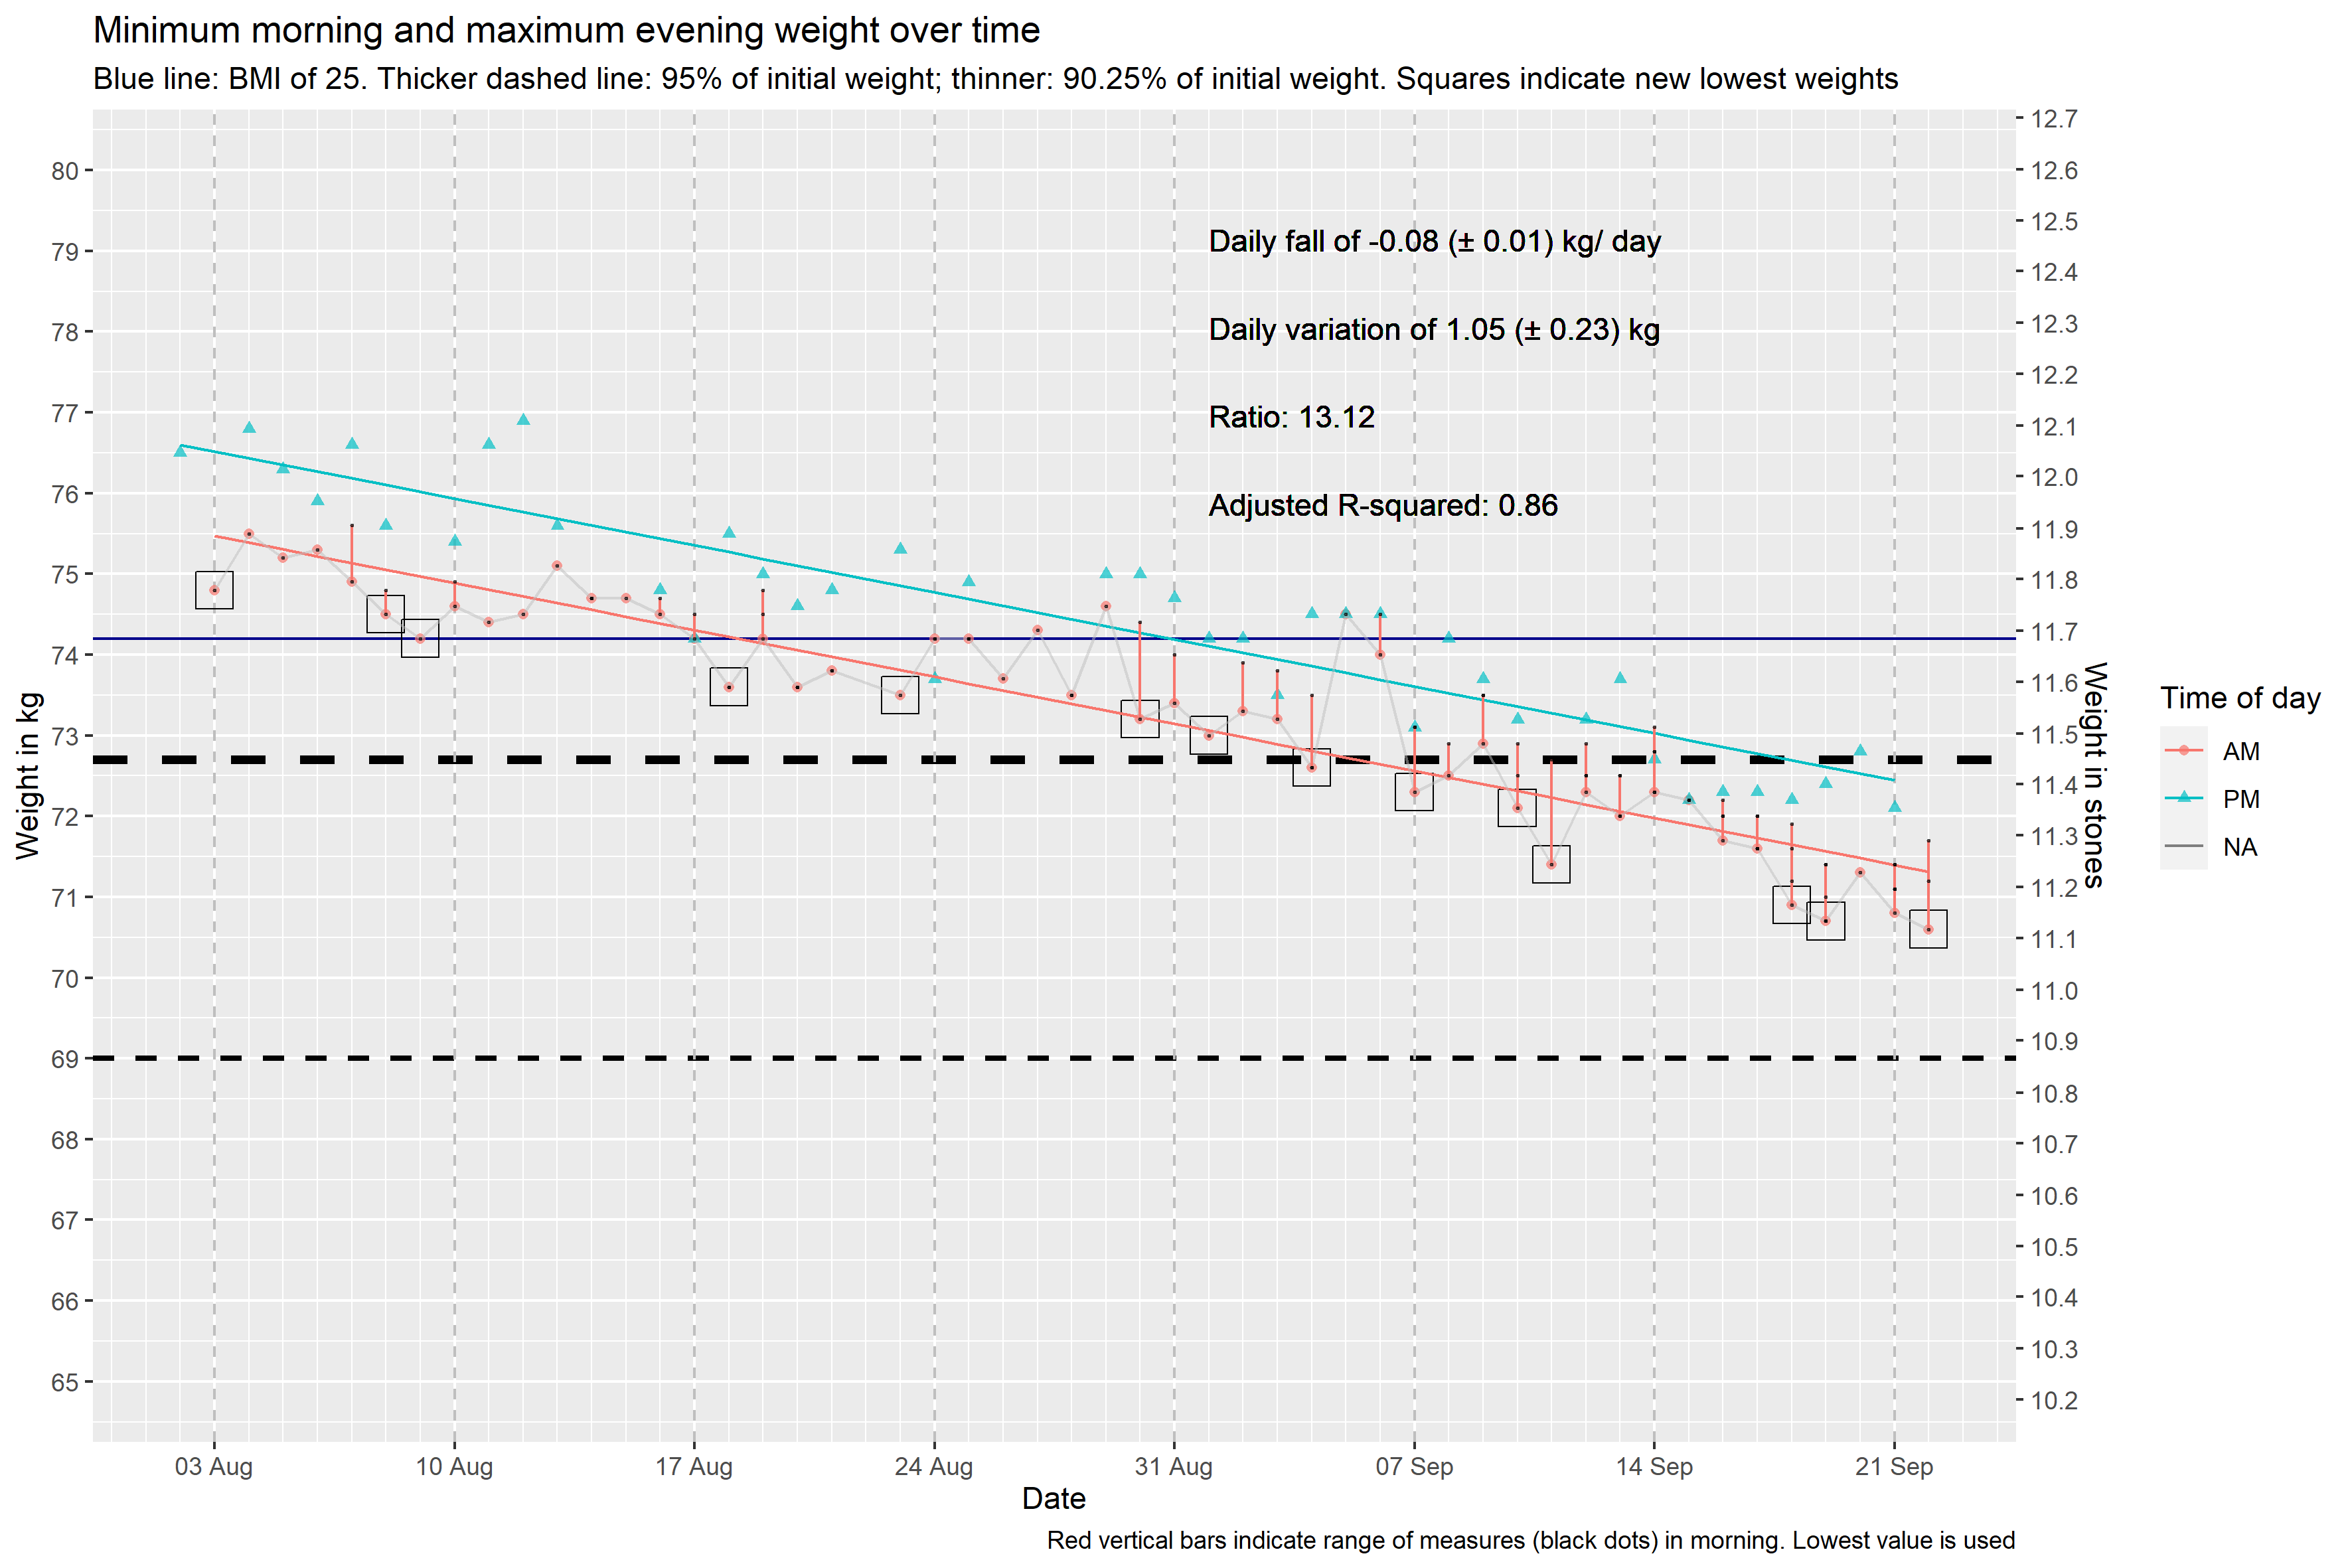 Minimum morning and maximum evening weight over time
Blue line: BMI of 25. Thicker dashed line: 95% of initial weight; thinner: 90.25% of initial weight. Squares indicate new lowest weights
Weight in kg
80
79
78
77
76
75
74
73
72
71
70
69
68
67
66
65
Daily fall of -0.08 (± 0.01) kg/ day
Daily variation of 1.05 (± 0.23) kg
Ratio: 13.12
Adjusted R-squared: 0.86
12.7
12.6
12.5
12.4
12.3
12.2
12.1
12.0
11.9
11.8
11.7
11.6
11.5
11.4
11.3
11.2
11.1
11.0
10.9
10.8
10.7
10.6
10.5
10.4
10.3
10.2
Weight in stones
Time of day
AM
PM
NA
03 Aug
10 Aug
17 Aug
24 Aug
31 Aug
07 Sep
14 Sep
21 Sep
Date
Red vertical bars indicate range of measures (black dots) in morning. Lowest value is used